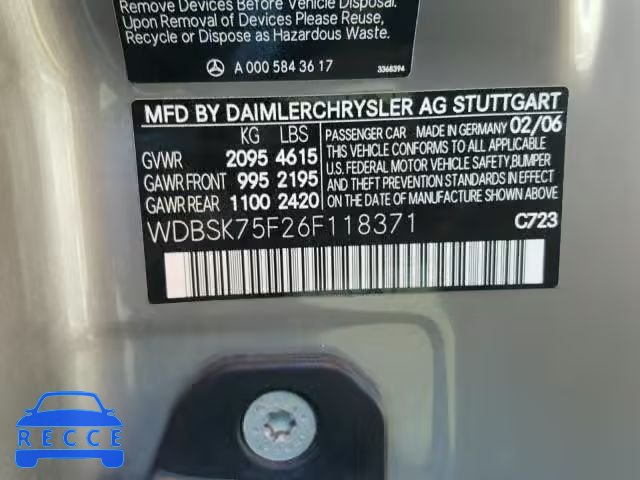 Remove Devices Before Vehicle Disposal.
Upon Removal of Devices Please Reuse,
Recycle or Dispose as Hazardous Waste.
A 000 584 36 17
3368394
MFD BY DAIMLERCHRYSLER AG STUTTGART
KG LBS
GVWR 2095 4615
GAWR FRONT 995 2195
GAWR REAR 1100 2420
PASSENGER CAR MADE IN GERMANY 02/06
THIS VEHICLE CONFORMS TO ALL APPLICABLE
U.S. FEDERAL MOTOR VEHICLE SAFETY, BUMPER
AND THEFT PREVENTION STANDARDS IN EFFECT
ON THE DATE OF MANUFACTURE SHOWN ABOVE.
WDBSK75F26F118371
C723
RECCE